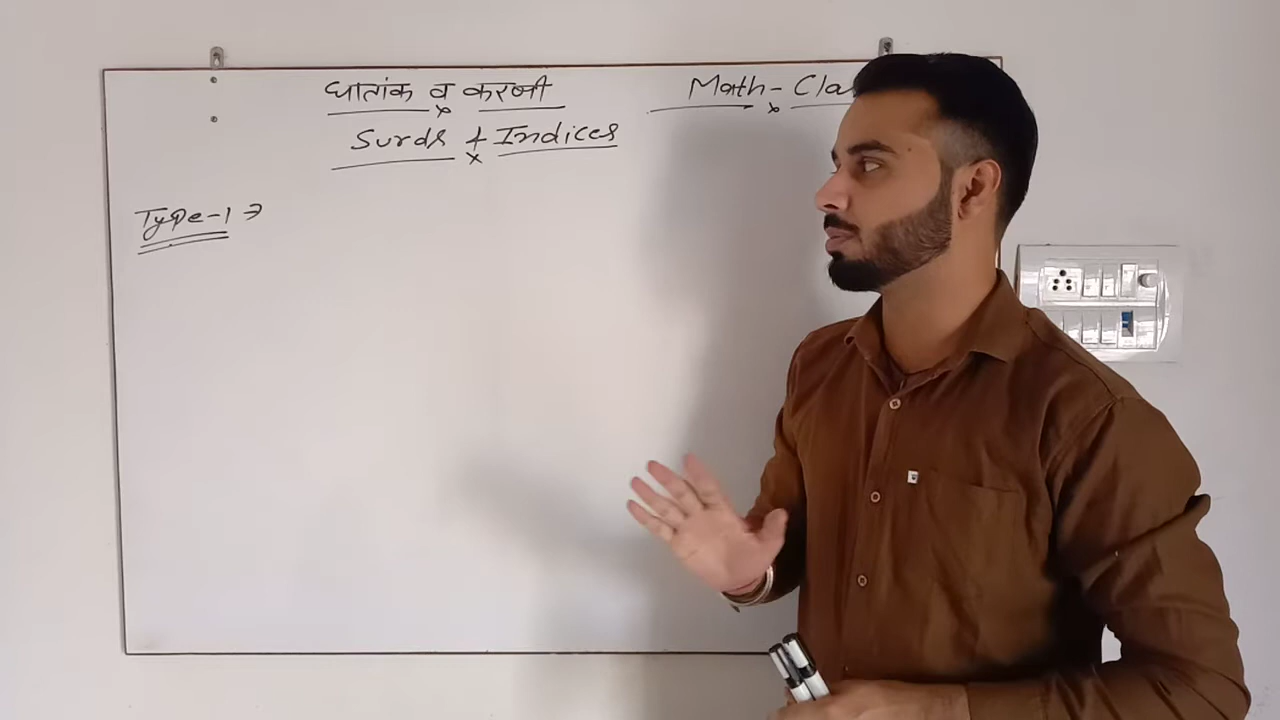 घातांक व करणी
Math - Cla
Surds & Indices
Type-1 →